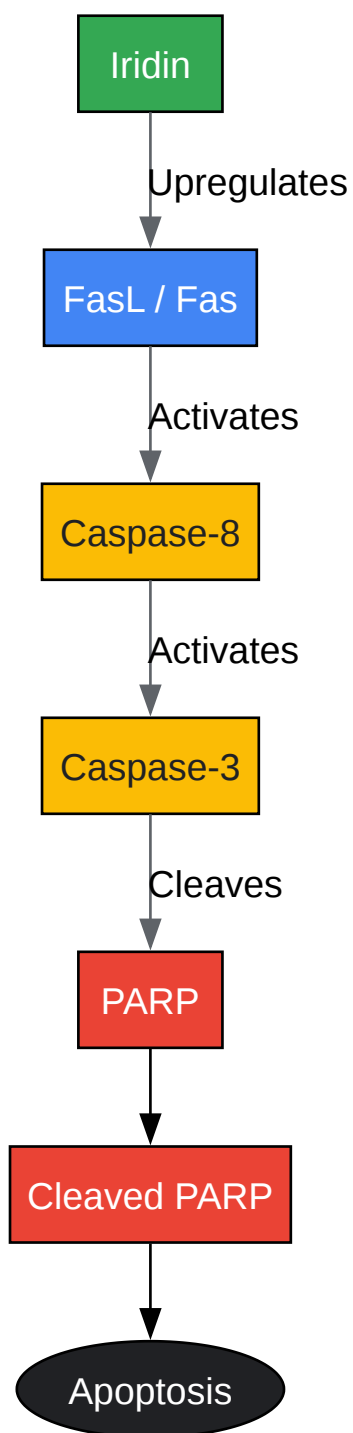 Iridin
Upregulates
FasL / Fas
Activates
Caspase-8
Activates
Caspase-3
Cleaves
PARP
Cleaved PARP
Apoptosis